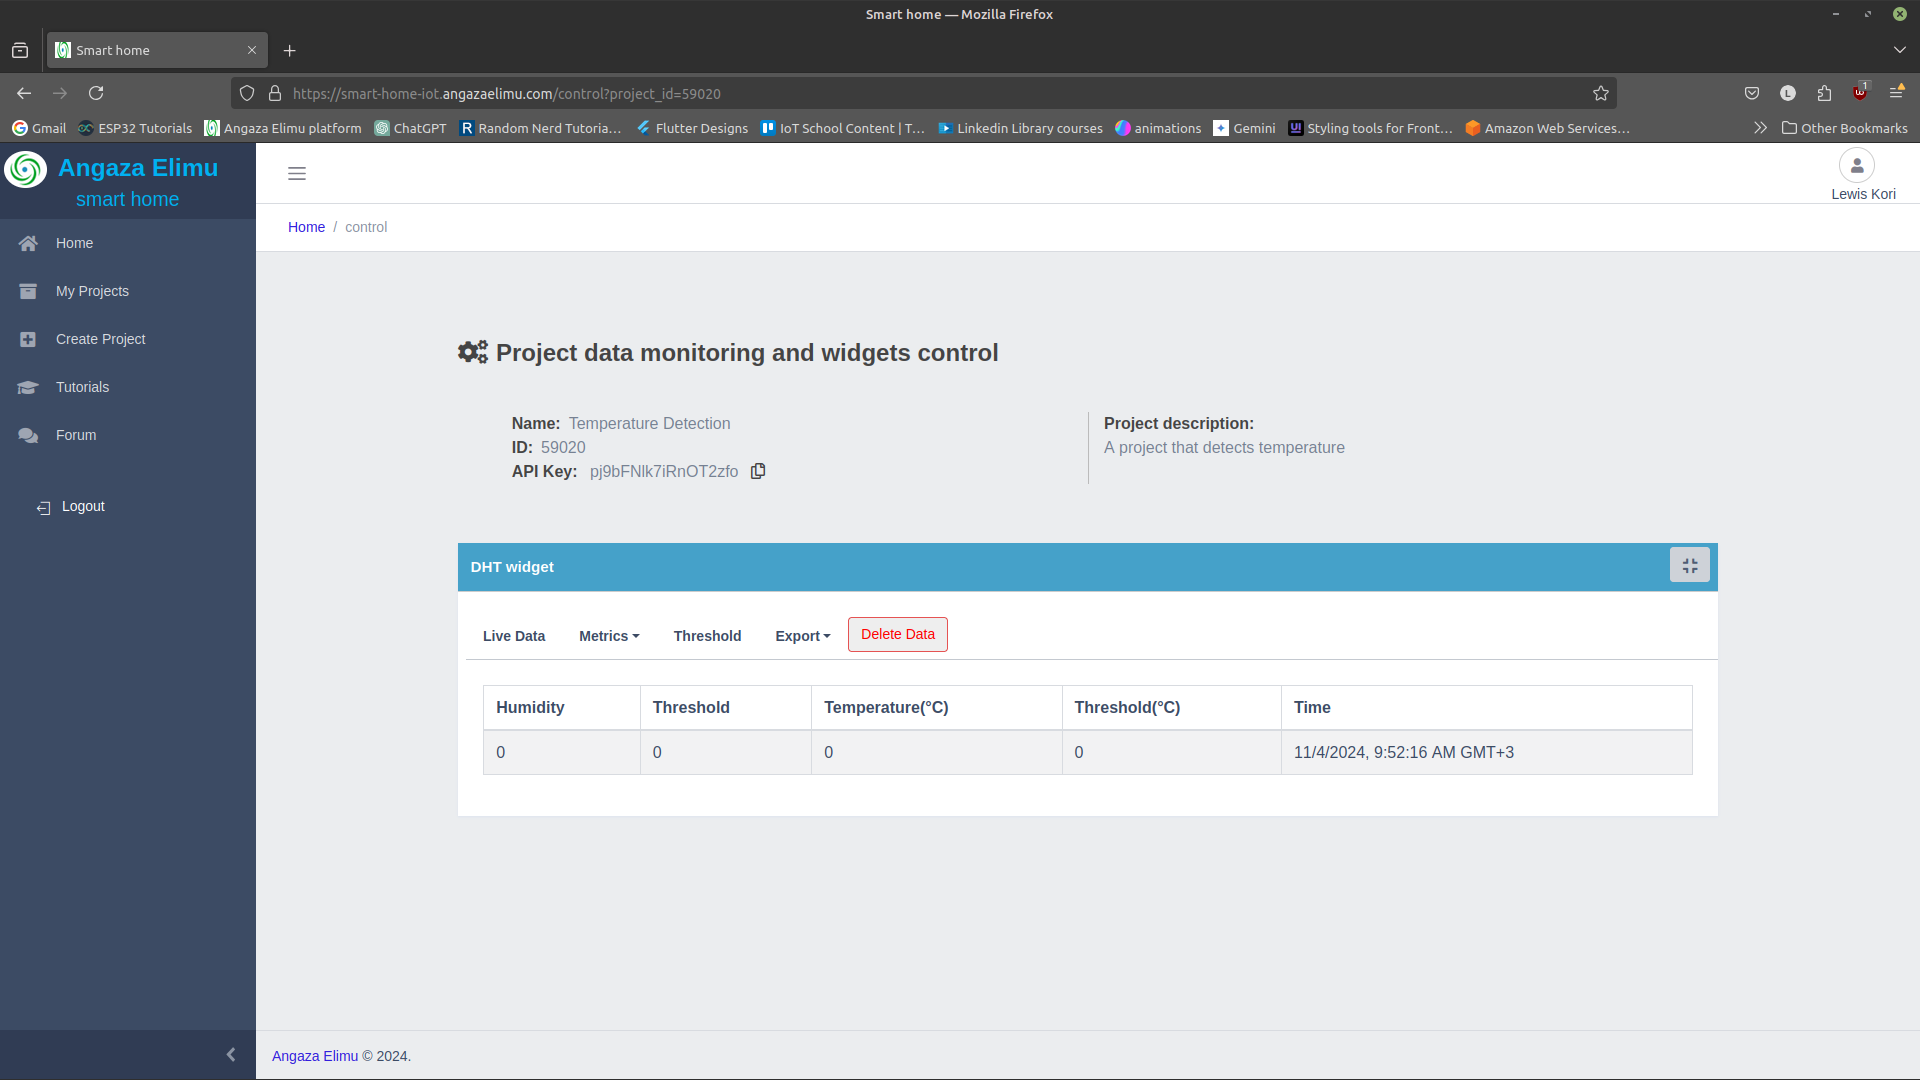 Smart home — Mozilla Firefox
Smart home
https://smart-home-iot.angazaelimu.com/control?project_id=59020
L
1
Gmail ESP32 Tutorials Angaza Elimu platform ChatGPT R Random Nerd Tutoria… Flutter Designs IoT School Content | T… Linkedin Library courses animations Gemini UI Styling tools for Front… Amazon Web Services… Other Bookmarks
Angaza Elimu
smart home
Home
My Projects
Create Project
Tutorials
Forum
Logout
Lewis Kori
Home / control
Project data monitoring and widgets control
Name: Temperature Detection
ID: 59020
API Key: pj9bFNlk7iRnOT2zfo
Project description:
A project that detects temperature
DHT widget
Live Data Metrics Threshold Export Delete Data
Humidity Threshold Temperature(°C) Threshold(°C) Time
0 0 0 0 11/4/2024, 9:52:16 AM GMT+3
Angaza Elimu © 2024.